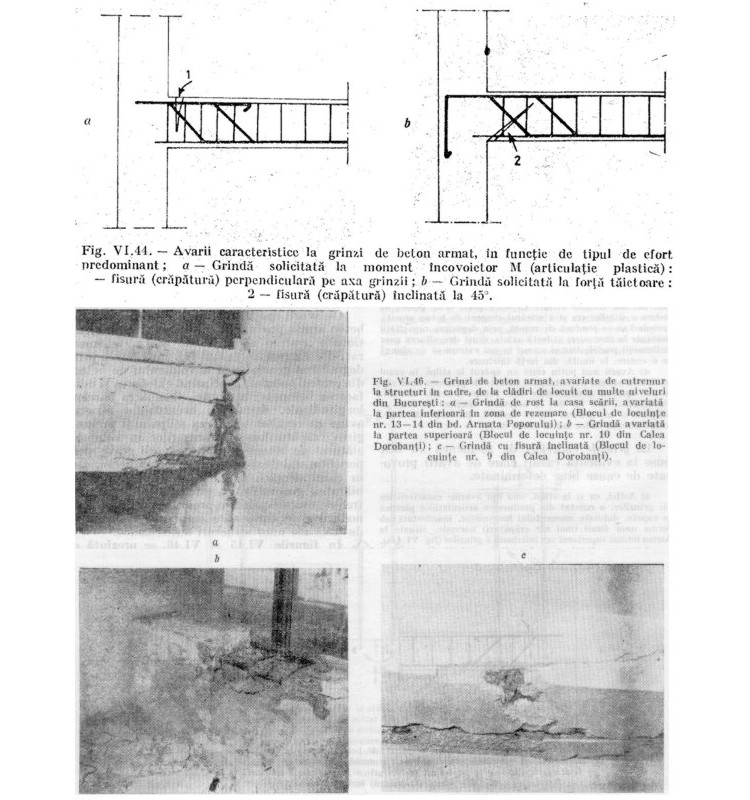 1
a
b
2
Fig. VI.44. — Avarii caracteristice la grinzi de beton armat, în funcție de tipul de efort
predominant ; a — Grindă solicitată la moment încovoietor M (articulație plastică) :
— fisură (crăpătură) perpendiculară pe axa grinzii ; b — Grindă solicitată la forță tăietoare :
2 — fisură (crăpătură) înclinată la 45°.
Fig. VI.46. — Grinzi de beton armat, avariate de cutremur
la structuri în cadre, de la clădiri de locuit cu multe niveluri
din București : a — Grindă de rost la casa scării, avariată
la partea inferioară în zona de rezemare (Blocul de locuințe
nr. 13—14 din bd. Armata Poporului) ; b — Grindă avariată
la partea superioară (Blocul de locuințe nr. 10 din Calea
Dorobanți) ; c — Grindă cu fisură înclinată (Blocul de lo-
cuințe nr. 9 din Calea Dorobanți).
a
b
c